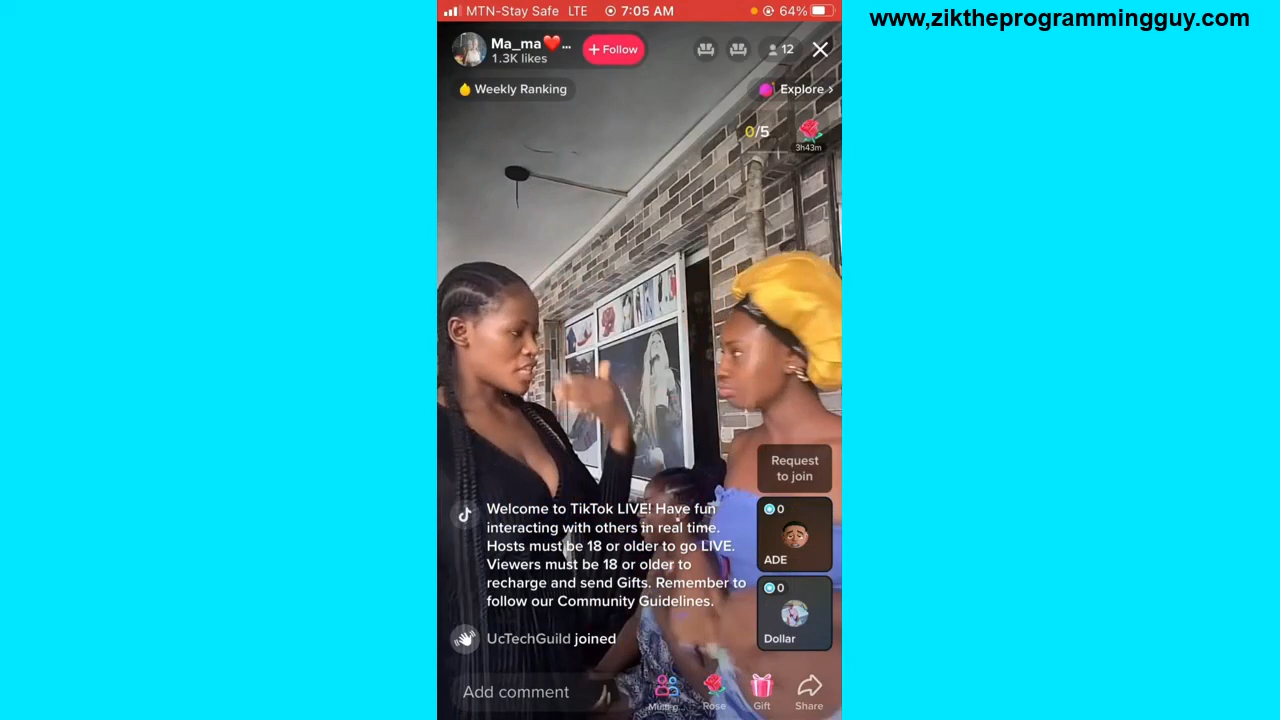 MTN-Stay Safe LTE 7:05 AM 64%
www,ziktheprogrammingguy.com
Ma_ma❤️...
+ Follow
12
1.3K likes
Weekly Ranking
Explore >
0/5
3h43m
Request
to join
Welcome to TikTok LIVE! Have fun
interacting with others in real time.
Hosts must be 18 or older to go LIVE.
Viewers must be 18 or older to
recharge and send Gifts. Remember to
follow our Community Guidelines.
0
ADE
0
Dollar
UcTechGuild joined
Add comment
Rose
Gift
Share